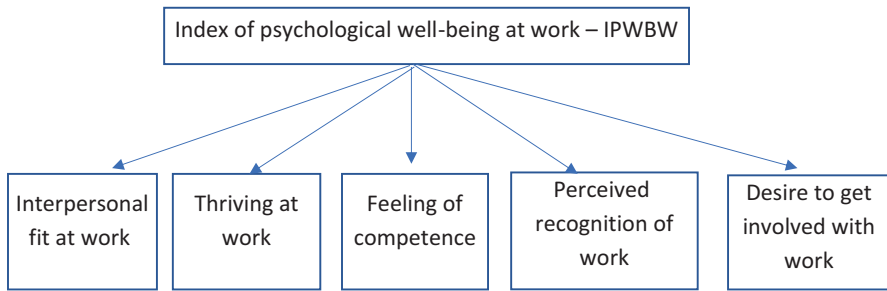 Index of psychological well-being at work – IPWBW
Interpersonal
fit at work
Thriving at
work
Feeling of
competence
Perceived
recognition of
work
Desire to get
involved with
work